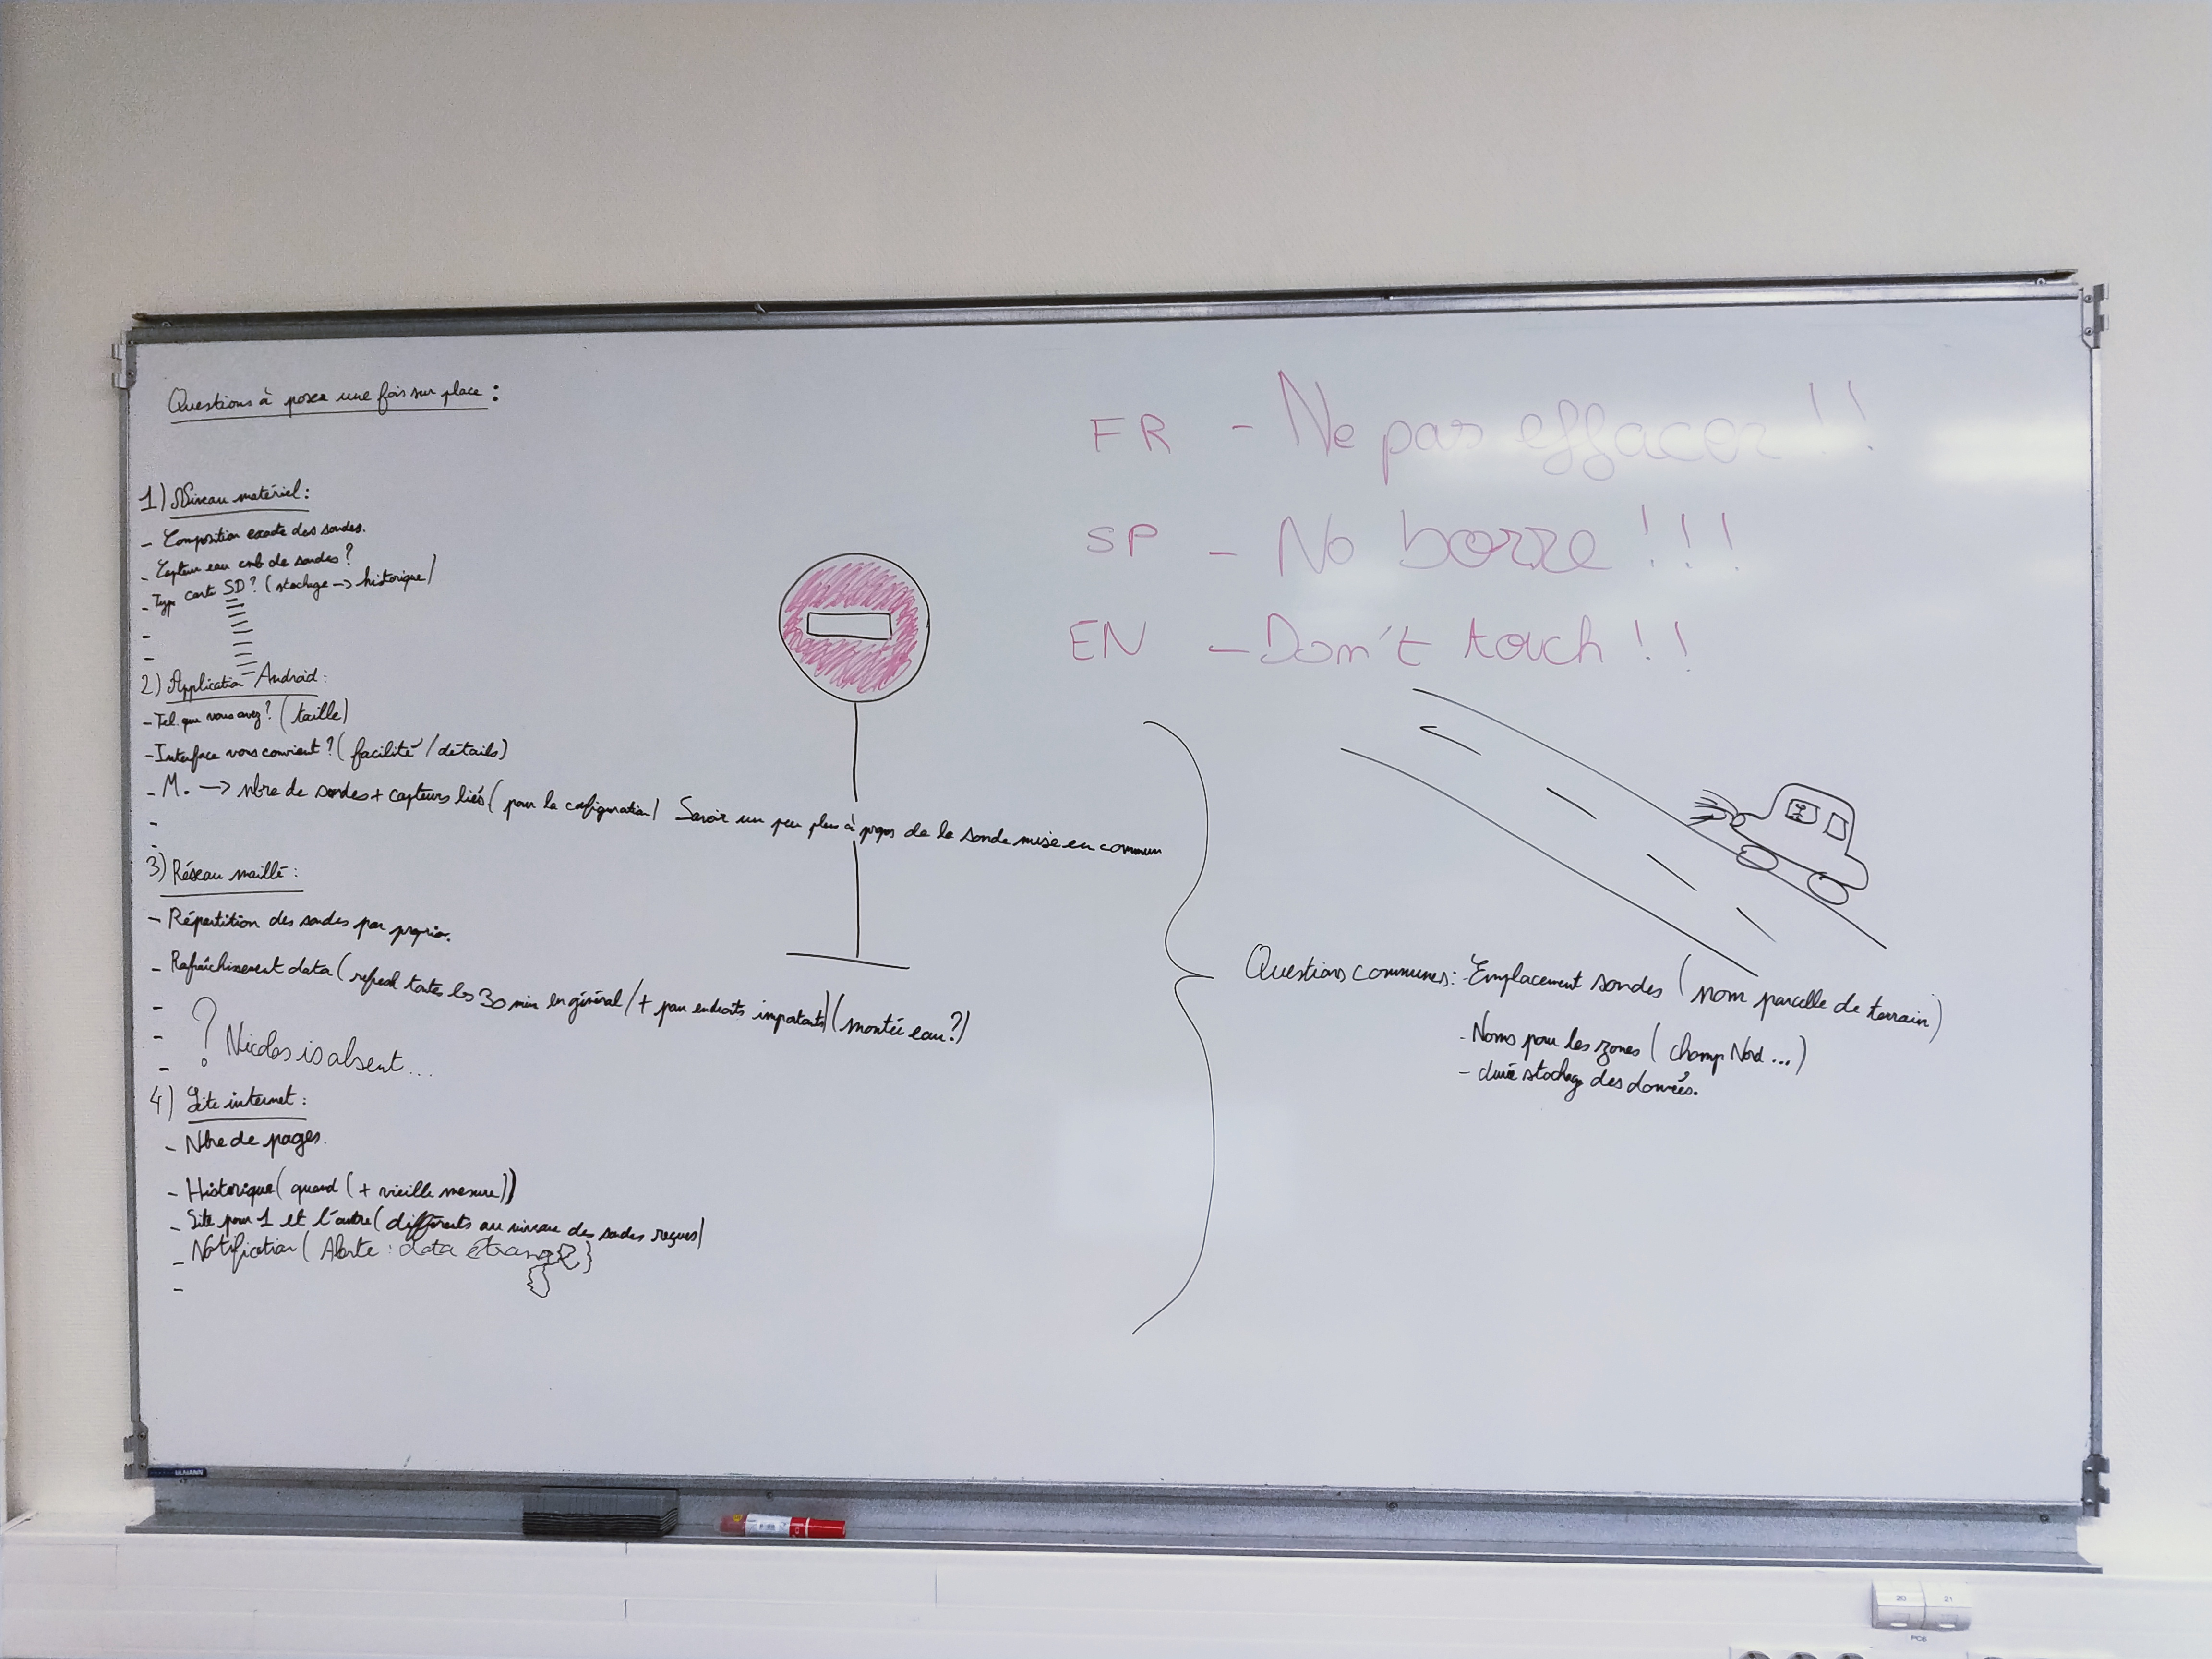 Questions à poser une fois sur place :
1) Niveau matériel :
- Composition exacte des sondes.
- Capteur eau cmb de sondes ?
- Type carte SD ? (stockage -> historique)
-
-
2) Application Android :
- Tel que vous avez ? (taille)
- Interface vous convient ? (facilité / détails)
- M. -> nbre de sondes + capteurs liés (pour la configuration) Savoir un peu plus à propos de la sonde mise en commun
-
-
3) Réseau maillé :
- Répartition des sondes par proprio.
- Rafraîchissement data (refresh toutes les 30 min en général / + par endroits importants) (montée eau ?)
-
- ? Nicolas is absent...
-
4) Site internet :
- Nbre de pages.
- Historique (quand (+ vieille mesure))
- Site pour 1 et l'autre (différents au niveau des sondes reçues)
- Notification (Alerte : data étrange)
-
FR - Ne pas effacer !!
SP - No borre !!!
EN - Don't touch !!
Questions communes : - Emplacement sondes (nom parcelle de terrain)
- Noms pour les zones (champ Nord ...)
- durée stockage des données.
ULMANN
20 21
PCE